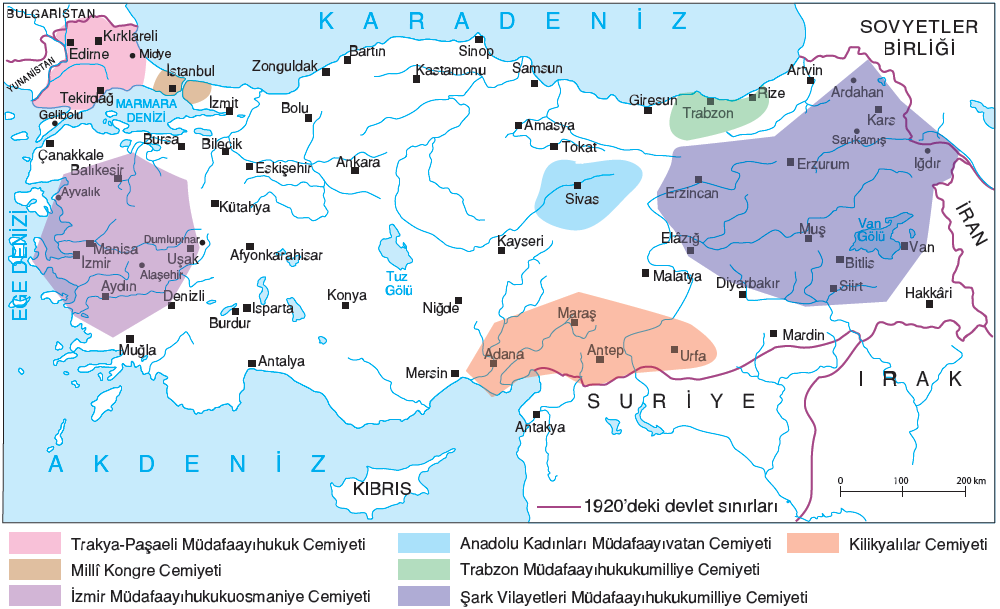 BULGARİSTAN
K A R A D E N İ Z
SOVYETLER
BİRLİĞİ
Kırklareli
Edirne
Midye
YUNANİSTAN
İstanbul
Tekirdağ
MARMARA
DENİZİ
Gelibolu
İzmit
Zonguldak
Bartın
Kastamonu
Sinop
Samsun
Giresun
Trabzon
Rize
Artvin
Ardahan
Kars
Sarıkamış
Iğdır
Çanakkale
Bursa
Bilecik
Bolu
Amasya
Tokat
Balıkesir
Eskişehir
Ankara
Sivas
Erzincan
Erzurum
Ayvalık
Kütahya
EGE DENİZİ
Manisa
İzmir
Dumlupınar
Uşak
Alaşehir
Aydın
Denizli
Afyonkarahisar
Tuz
Gölü
Kayseri
Elazığ
Malatya
Muş
Van
Gölü
Van
Bitlis
Siirt
Diyarbakır
Hakkâri
İRAN
Muğla
Burdur
Isparta
Konya
Niğde
Antalya
Mersin
Adana
Maraş
Antep
Urfa
Mardin
Antakya
S U R İ Y E
I R A K
A K D E N İ Z
KIBRIS
0 100 200 km
1920'deki devlet sınırları
Trakya-Paşaeli Müdafaayıhukuk Cemiyeti
Millî Kongre Cemiyeti
İzmir Müdafaayıhukukuosmaniye Cemiyeti
Anadolu Kadınları Müdafaayıvatan Cemiyeti
Trabzon Müdafaayıhukukumilliye Cemiyeti
Şark Vilayetleri Müdafaayıhukukumilliye Cemiyeti
Kilikyalılar Cemiyeti